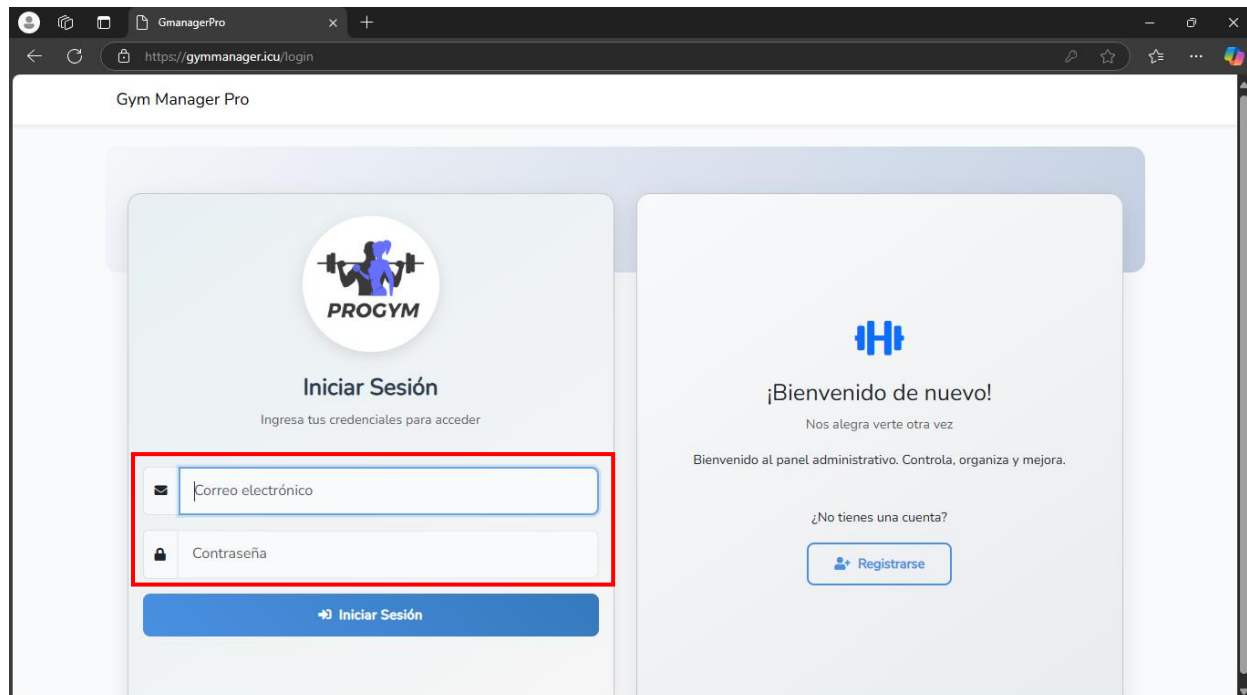 GmanagerPro
https://gymmanager.icu/login
Gym Manager Pro
PROGYM
Iniciar Sesión
Ingresa tus credenciales para acceder
Correo electrónico
Contraseña
Iniciar Sesión
¡Bienvenido de nuevo!
Nos alegra verte otra vez
Bienvenido al panel administrativo. Controla, organiza y mejora.
¿No tienes una cuenta?
Registrarse